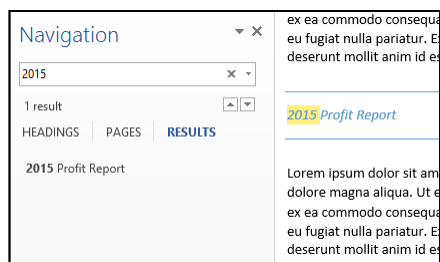 Navigation
2015
1 result
HEADINGS PAGES RESULTS
2015 Profit Report
ex ea commodo consequa
eu fugiat nulla pariatur. E
deserunt mollit anim id es
2015 Profit Report
Lorem ipsum dolor sit am
dolore magna aliqua. Ut e
ex ea commodo consequa
eu fugiat nulla pariatur. E
deserunt mollit anim id es